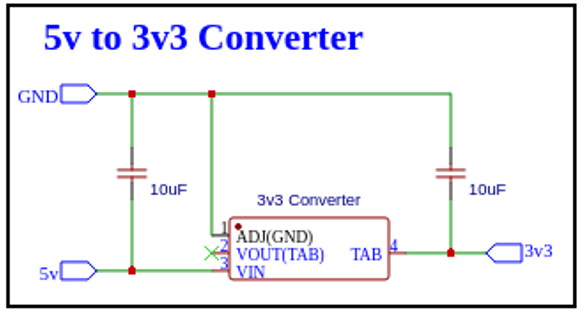 5v to 3v3 Converter
GND
10uF
10uF
3v3 Converter
1 ADJ(GND)
2 VOUT(TAB) TAB 4
3 VIN
5v
3v3